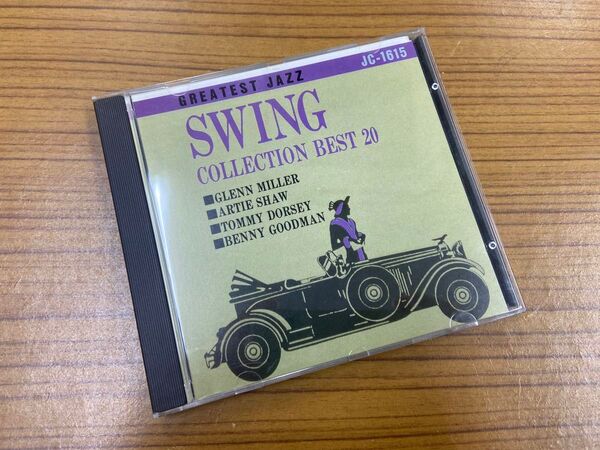 GREATEST JAZZ JC-1615
SWING
COLLECTION BEST 20
■GLENN MILLER
■ARTIE SHAW
■TOMMY DORSEY
■BENNY GOODMAN